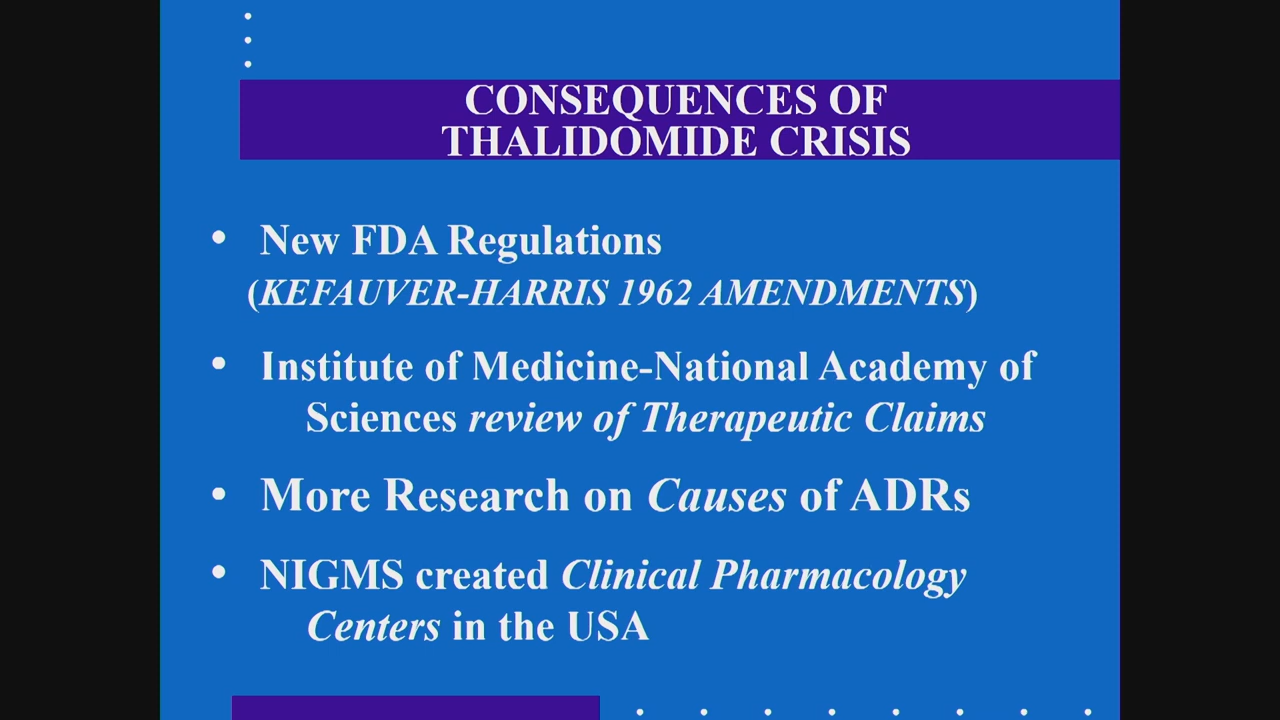 CONSEQUENCES OF
THALIDOMIDE CRISIS
• New FDA Regulations
(KEFAUVER-HARRIS 1962 AMENDMENTS)
• Institute of Medicine-National Academy of
Sciences review of Therapeutic Claims
• More Research on Causes of ADRs
• NIGMS created Clinical Pharmacology
Centers in the USA